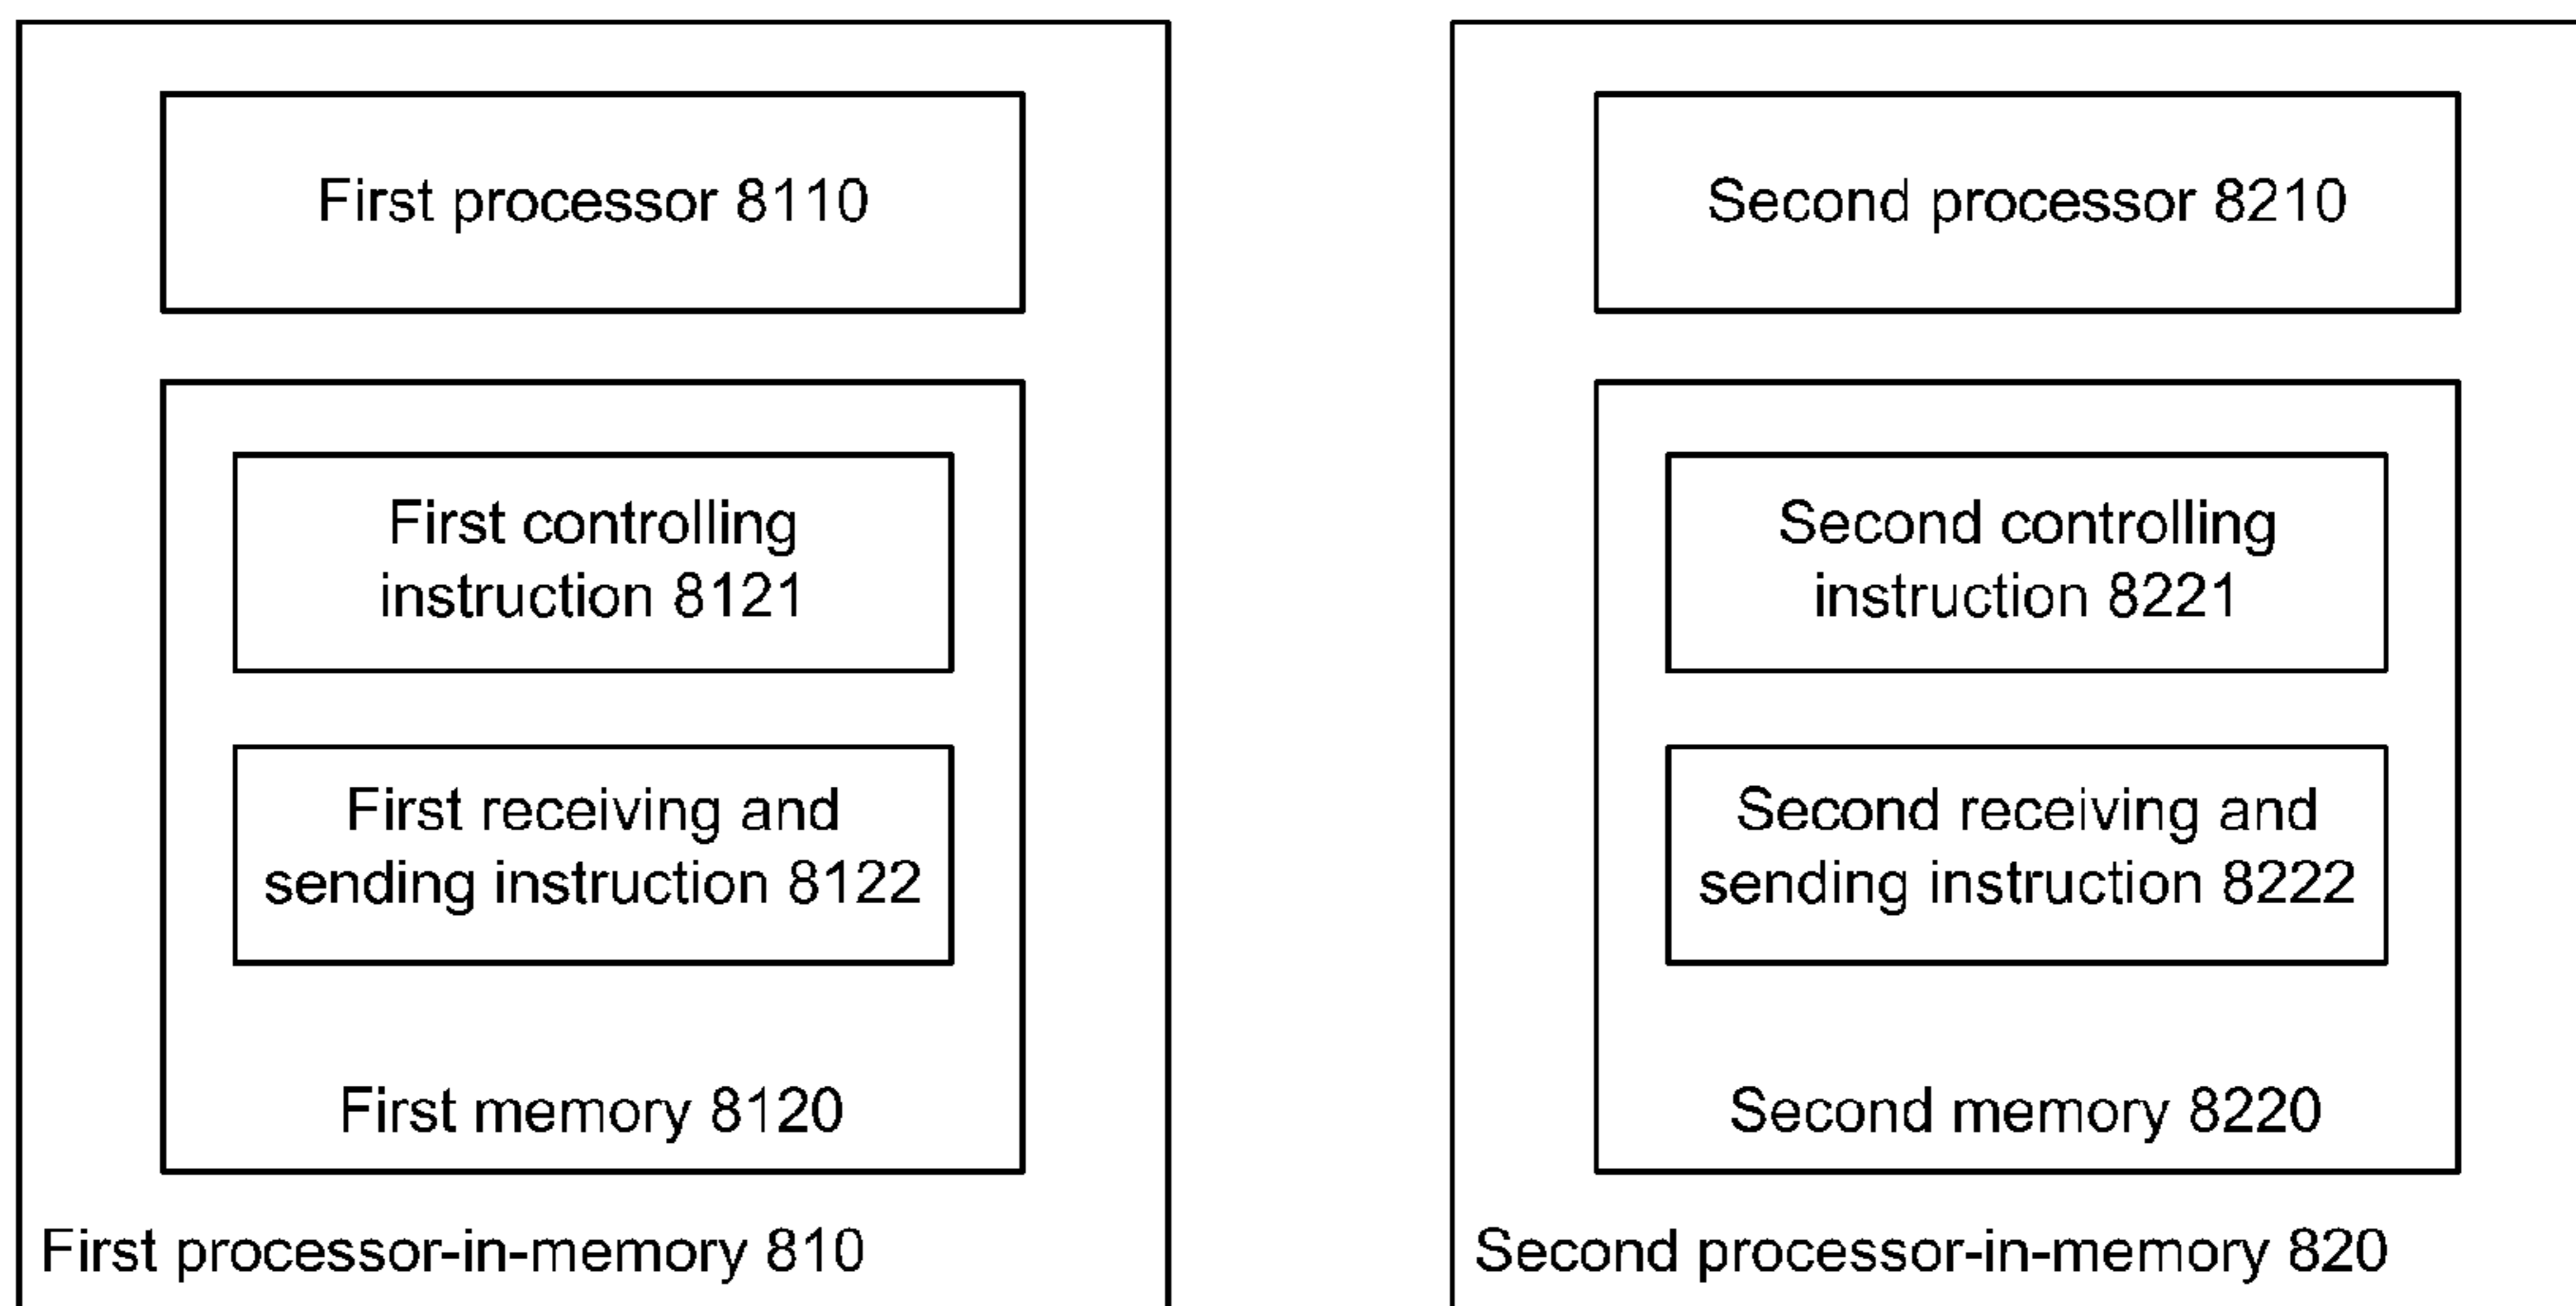 First processor 8110
First controlling
instruction 8121
First receiving and
sending instruction 8122
First memory 8120
First processor-in-memory 810
Second processor 8210
Second controlling
instruction 8221
Second receiving and
sending instruction 8222
Second memory 8220
Second processor-in-memory 820